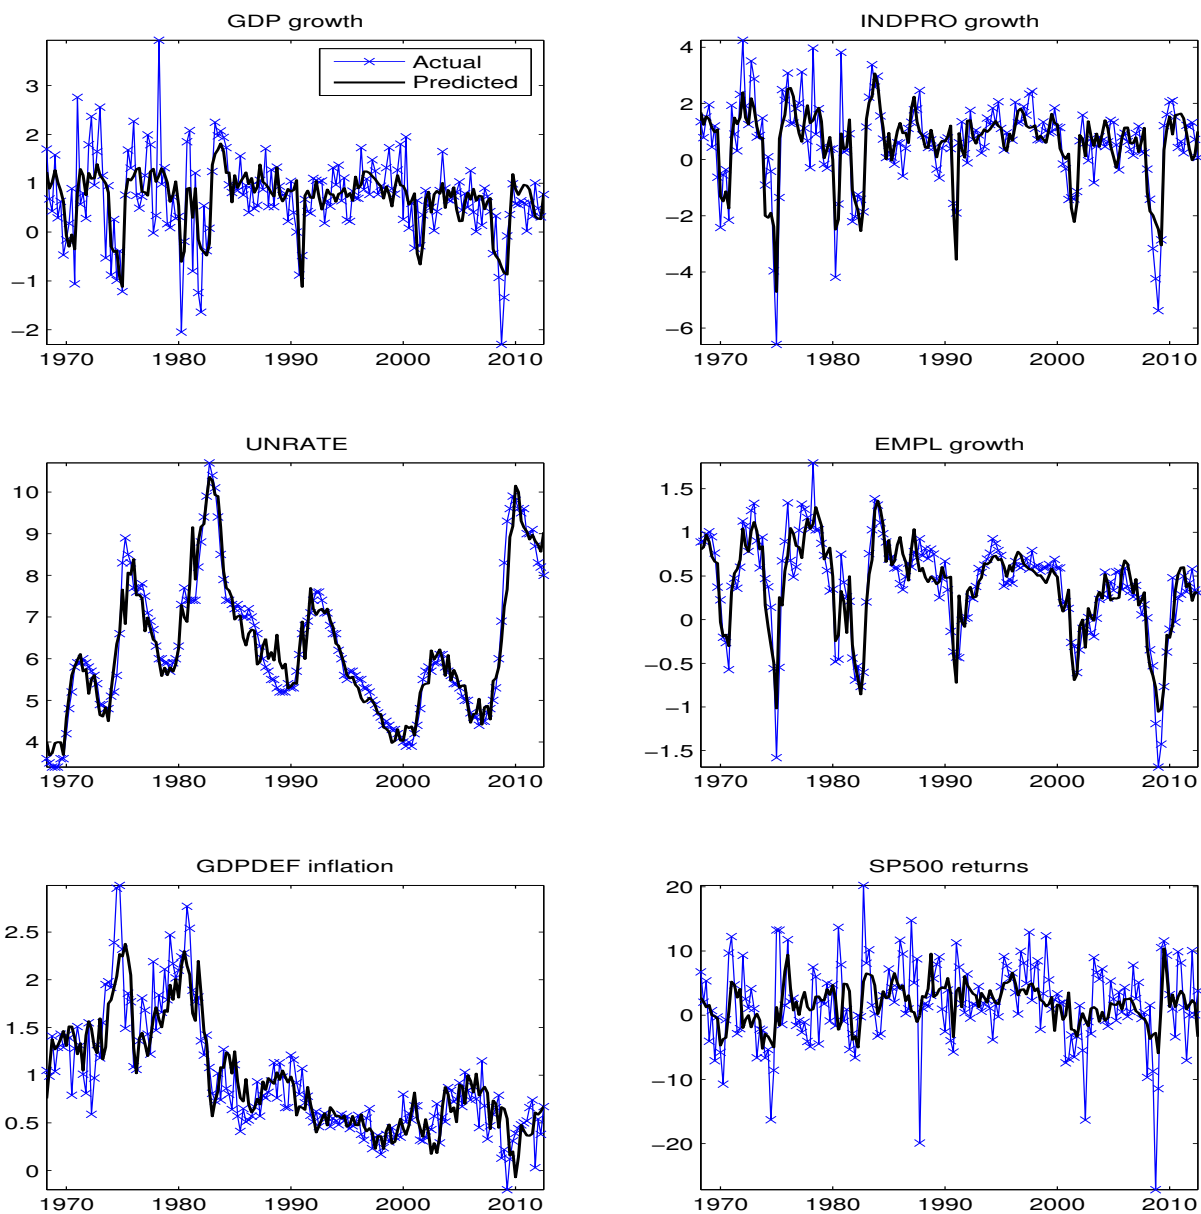 GDP growth
Actual
Predicted
3
2
1
0
−1
−2
1970 1980 1990 2000 2010
INDPRO growth
4
2
0
−2
−4
−6
1970 1980 1990 2000 2010
UNRATE
10
9
8
7
6
5
4
1970 1980 1990 2000 2010
EMPL growth
1.5
1
0.5
0
−0.5
−1
−1.5
1970 1980 1990 2000 2010
GDPDEF inflation
2.5
2
1.5
1
0.5
0
1970 1980 1990 2000 2010
SP500 returns
20
10
0
−10
−20
1970 1980 1990 2000 2010